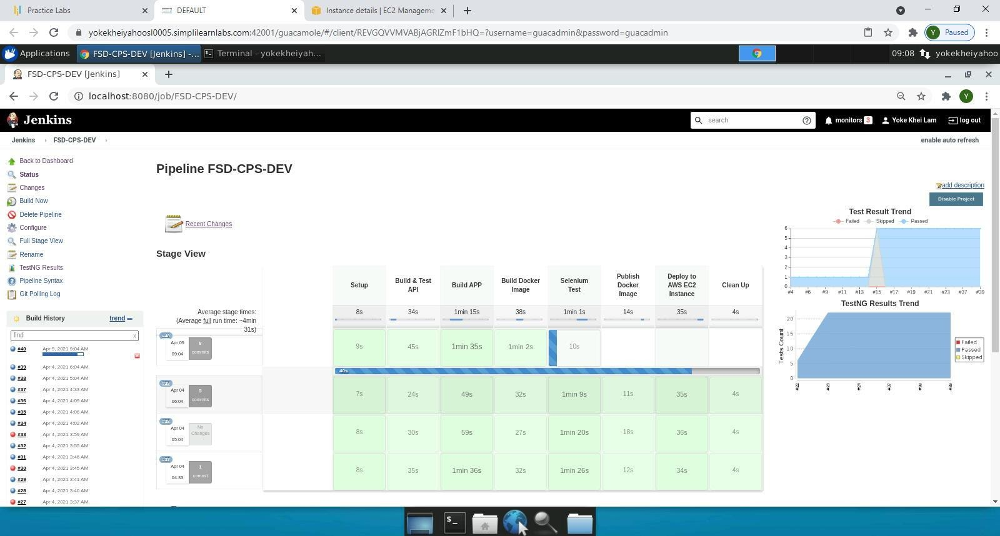 Practice Labs
DEFAULT
Instance details | EC2 Manageme
yokekheiyahoosl0005.simplilearnlabs.com:42001/guacamole/#/client/REVGQVVMVABjAGRlZmF1bHQ=?username=guacadmin&password=guacadmin
Y Paused
Applications
FSD-CPS-DEV [Jenkins] -...
Terminal - yokekheiyah...
09:08
yokekheiyahoo
FSD-CPS-DEV [Jenkins]
localhost:8080/job/FSD-CPS-DEV/
Y
Jenkins
search
monitors 3
Yoke Khei Lam
log out
Jenkins
FSD-CPS-DEV
enable auto refresh
Back to Dashboard
Status
Changes
Build Now
Delete Pipeline
Configure
Full Stage View
Rename
TestNG Results
Pipeline Syntax
Git Polling Log
Build History
trend
find
x
#40 Apr 9, 2021 9:04 AM
#39 Apr 4, 2021 6:04 AM
#38 Apr 4, 2021 5:04 AM
#37 Apr 4, 2021 4:33 AM
#36 Apr 4, 2021 4:09 AM
#35 Apr 4, 2021 4:06 AM
#34 Apr 4, 2021 4:02 AM
#33 Apr 4, 2021 3:59 AM
#32 Apr 4, 2021 3:55 AM
#31 Apr 4, 2021 3:46 AM
#30 Apr 4, 2021 3:45 AM
#29 Apr 4, 2021 3:41 AM
#28 Apr 4, 2021 3:40 AM
#27 Apr 4, 2021 3:37 AM
Pipeline FSD-CPS-DEV
add description
Disable Project
Recent Changes
Stage View
Setup
Build & Test API
Build APP
Build Docker Image
Selenium Test
Publish Docker Image
Deploy to AWS EC2 Instance
Clean Up
Average stage times:
(Average full run time: ~4min
31s)
8s 34s 1min 15s 38s 1min 1s 14s 35s 4s
#40
Apr 09
09:04
8
commits
9s 45s 1min 35s 1min 2s 10s
40s
#39
Apr 04
06:04
5
commits
7s 24s 49s 32s 1min 9s 11s 35s 4s
#38
Apr 04
05:04
No
Changes
8s 30s 59s 27s 1min 20s 18s 36s 4s
#37
Apr 04
04:33
1
commit
8s 35s 1min 36s 32s 1min 26s 12s 34s 4s
Test Result Trend
Failed Skipped Passed
6
5
4
3
2
1
0
#4 #6 #9 #11 #13 #15 #17 #19 #21 #23 #37 #39
TestNG Results Trend
Tests Count
20
15
10
5
0
#22 #23 #24 #37 #38 #39
Failed
Passed
Skipped
$_